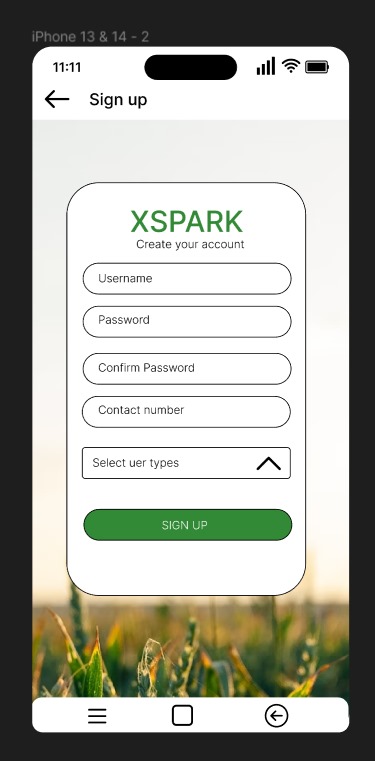 iPhone 13 & 14 - 2
11:11
Sign up
XSPARK
Create your account
Username
Password
Confirm Password
Contact number
Select uer types
SIGN UP